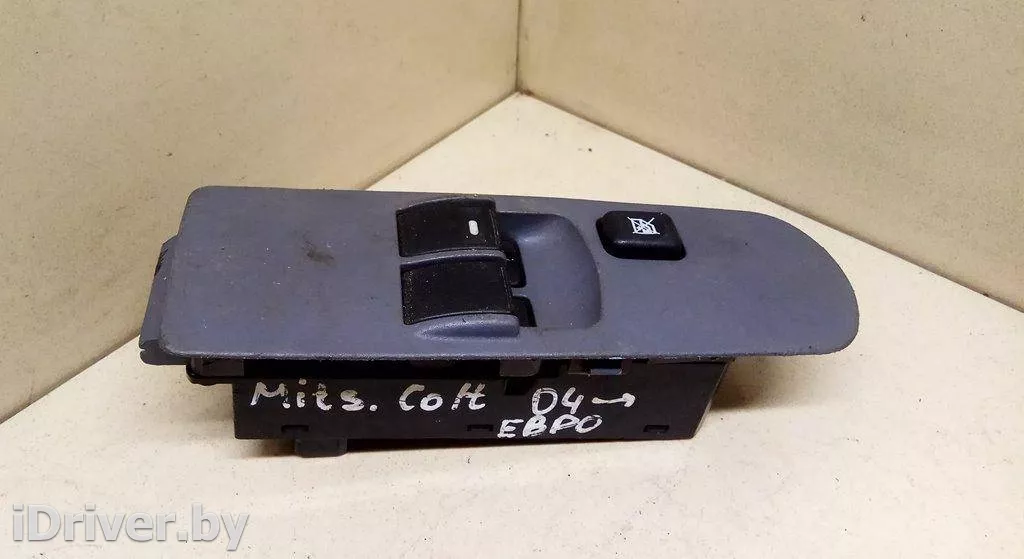 Mits. Colt 04→
ЕВРО
iDriver.by